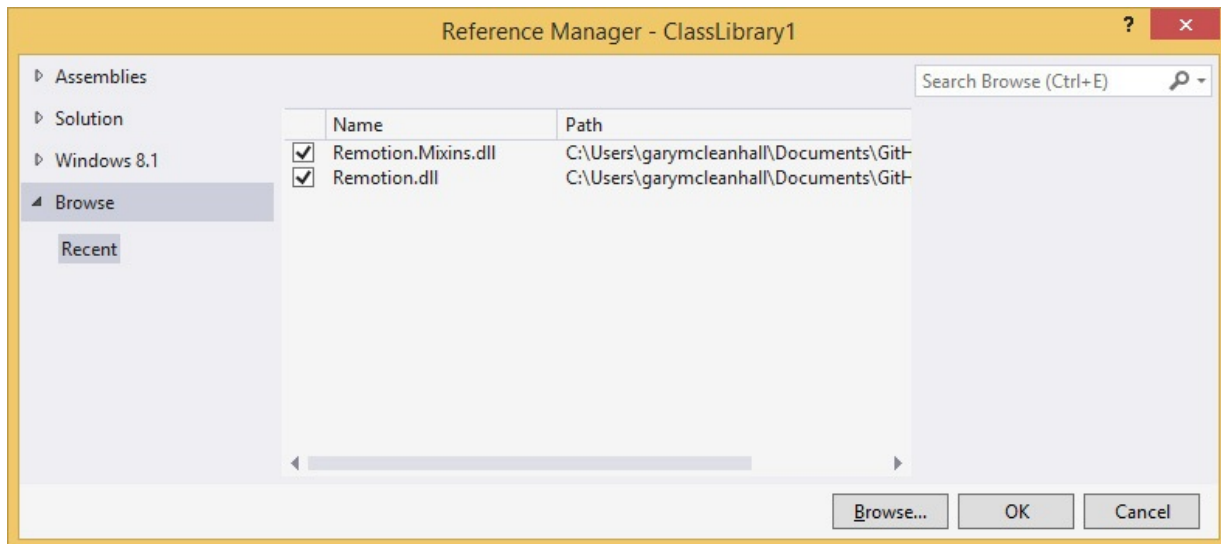 Reference Manager - ClassLibrary1
?
Assemblies
Solution
Windows 8.1
Browse
Recent
Search Browse (Ctrl+E)
Name Path
Remotion.Mixins.dll C:\Users\garymcleanhall\Documents\GitH
Remotion.dll C:\Users\garymcleanhall\Documents\GitH
Browse... OK Cancel